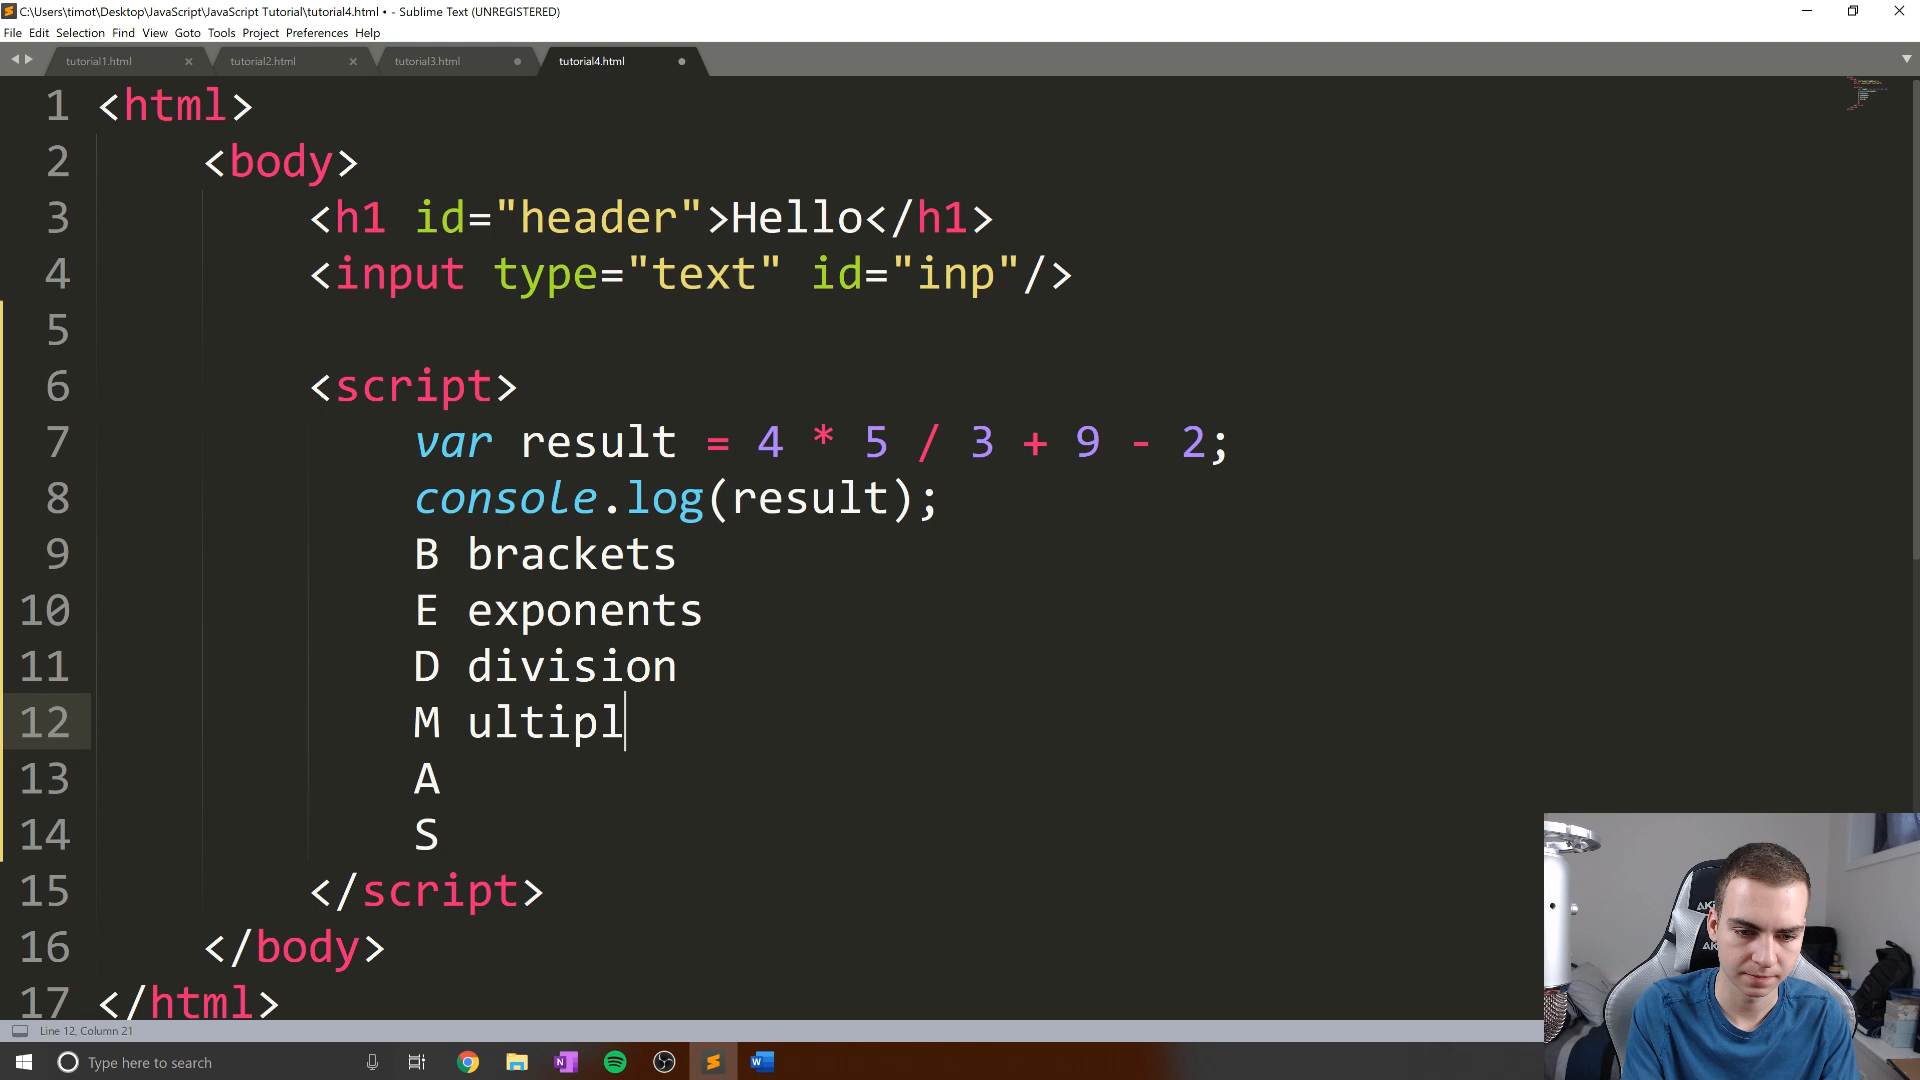 C:\Users\timot\Desktop\JavaScript\JavaScript Tutorial\tutorial4.html • - Sublime Text (UNREGISTERED)
File Edit Selection Find View Goto Tools Project Preferences Help
tutorial1.html tutorial2.html tutorial3.html tutorial4.html
1 <html>
2 <body>
3 <h1 id="header">Hello</h1>
4 <input type="text" id="inp"/>
5
6 <script>
7 var result = 4 * 5 / 3 + 9 - 2;
8 console.log(result);
9 B brackets
10 E exponents
11 D division
12 M ultipl
13 A
14 S
15 </script>
16 </body>
17 </html>
Line 12, Column 21
Type here to search